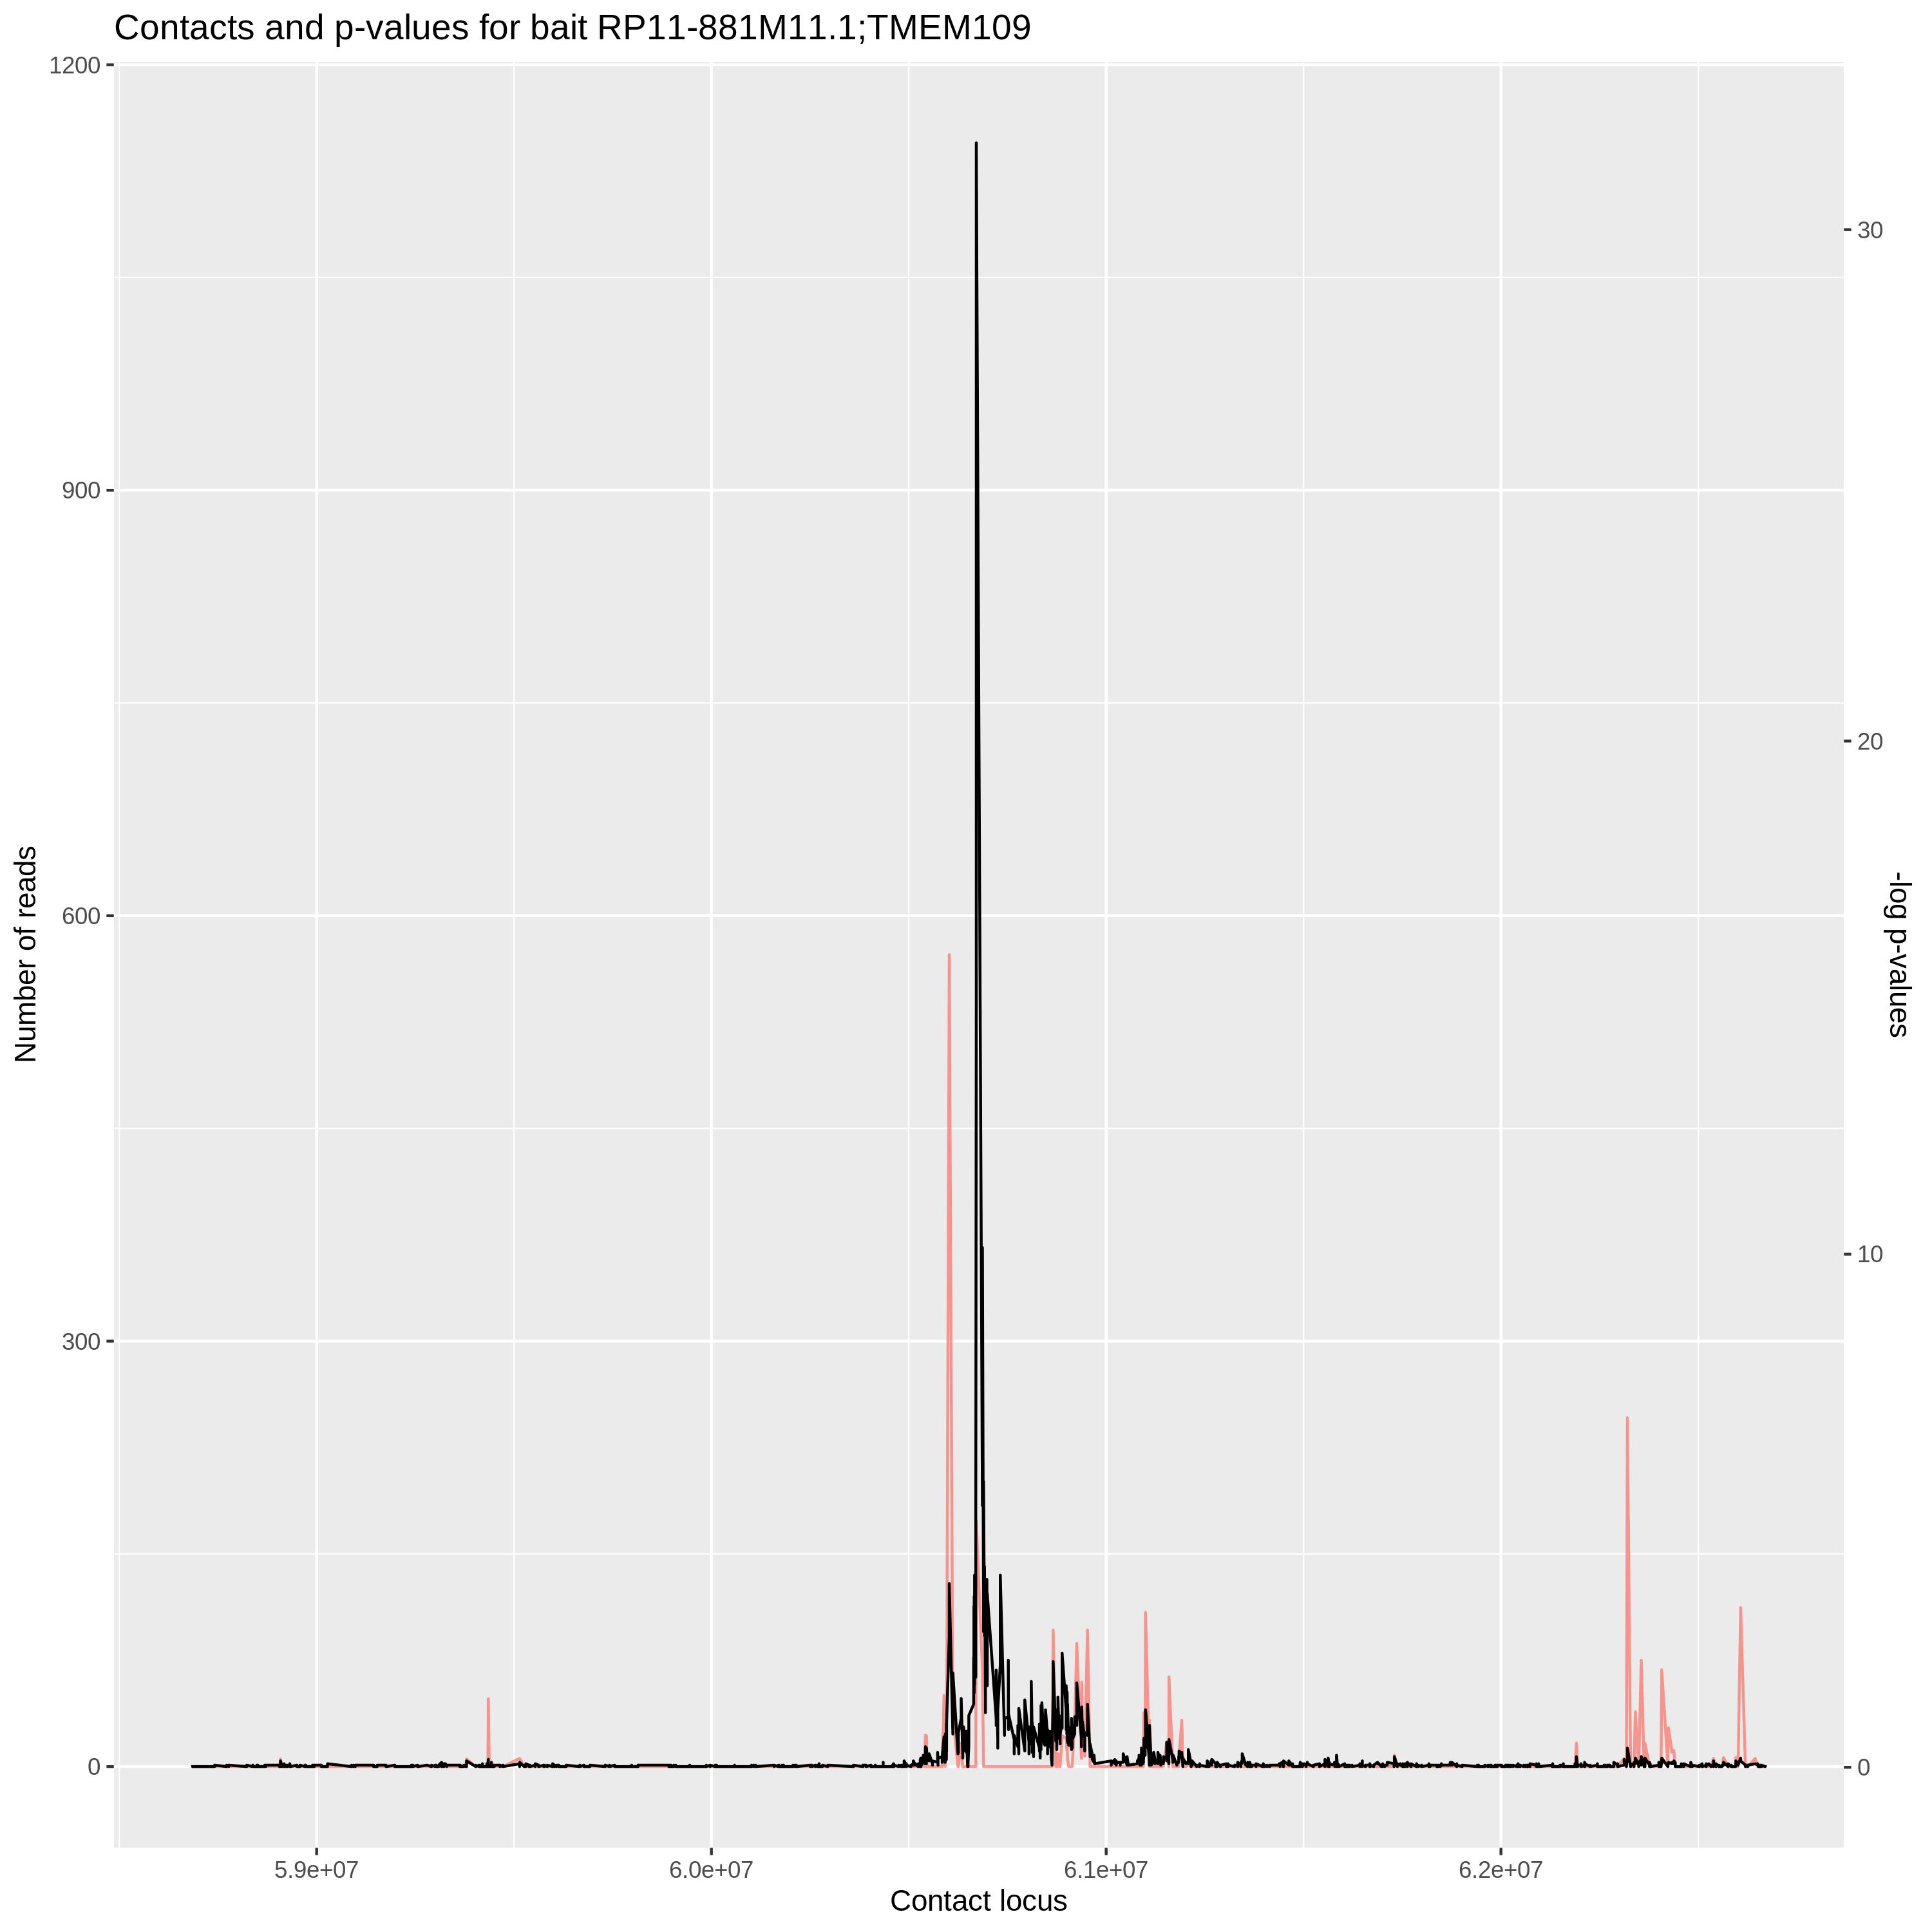 Contacts and p-values for bait RP11-881M11.1;TMEM109
1200
900
600
300
0
Number of reads
30
20
10
0
-log p-values
5.9e+07 6.0e+07 6.1e+07 6.2e+07
Contact locus